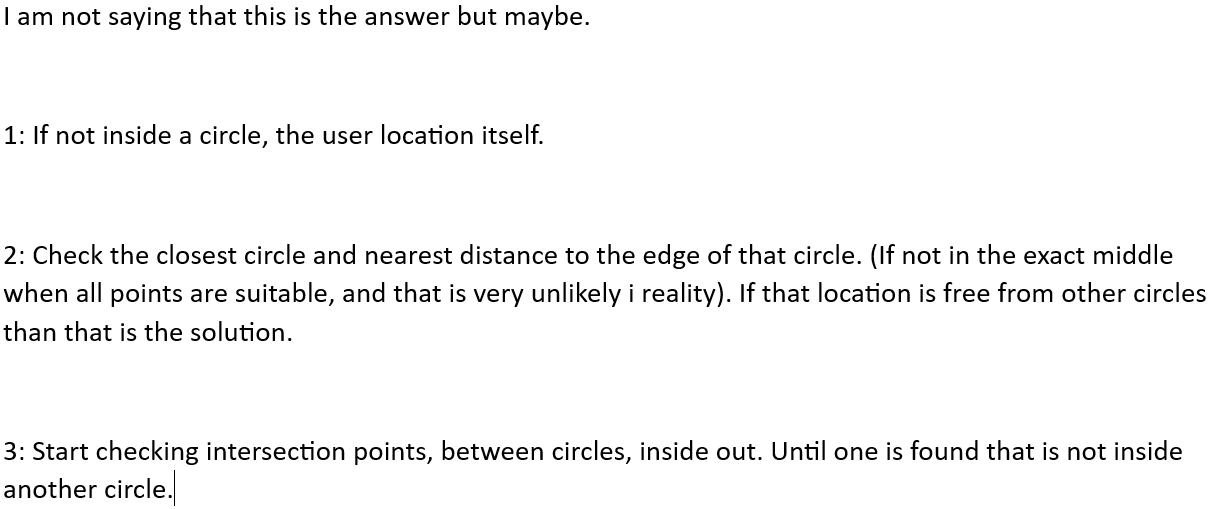 I am not saying that this is the answer but maybe.
1: If not inside a circle, the user location itself.
2: Check the closest circle and nearest distance to the edge of that circle. (If not in the exact middle
when all points are suitable, and that is very unlikely i reality). If that location is free from other circles
than that is the solution.
3: Start checking intersection points, between circles, inside out. Until one is found that is not inside
another circle.